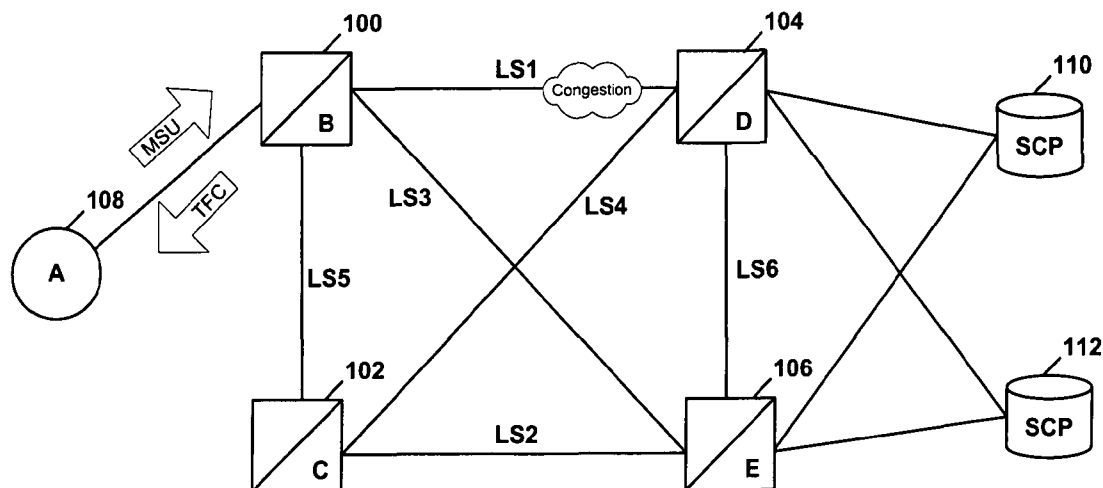 100
104
LS1
Congestion
110
B
D
SCP
MSU
TFC
108
LS3
LS4
A
LS5
LS6
112
102
106
SCP
LS2
C
E